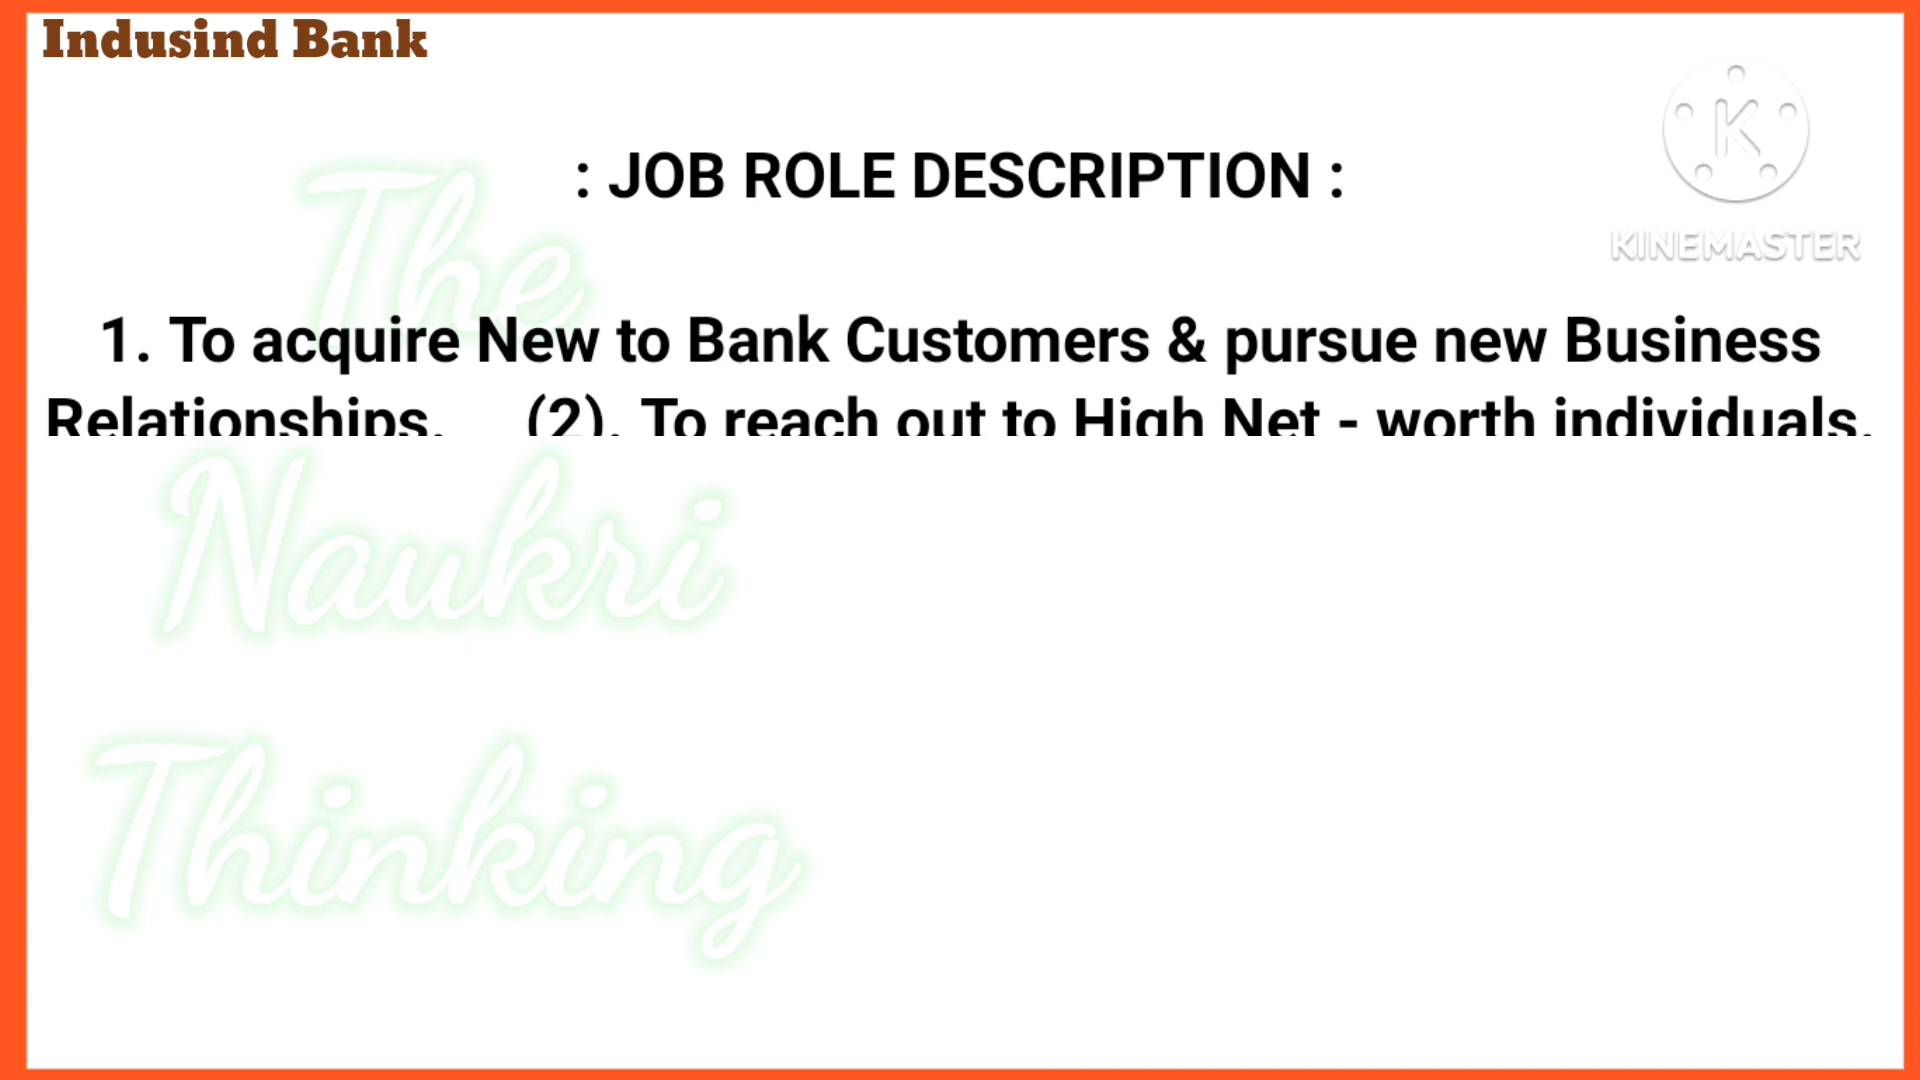 Indusind Bank
: JOB ROLE DESCRIPTION :
KINEMASTER
1. To acquire New to Bank Customers & pursue new Business
Relationships. (2). To reach out to High Net - worth individuals.
The
Naukri
Thinking